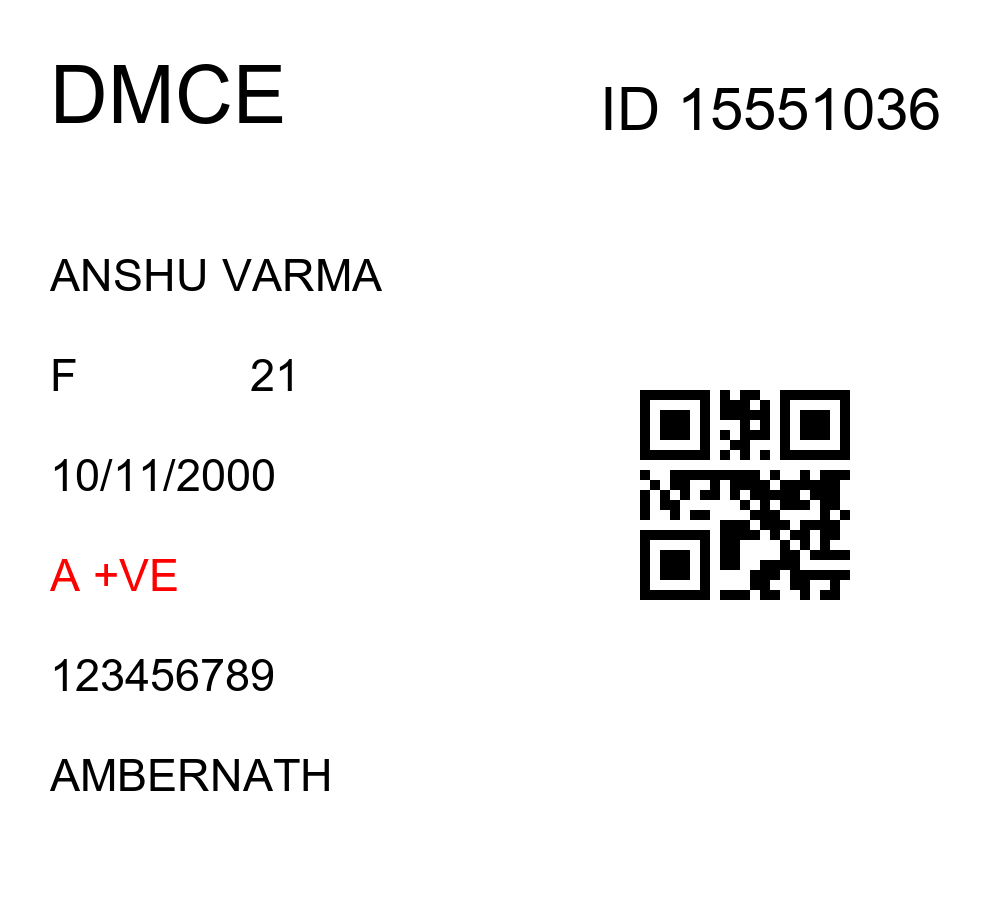 DMCE
ID 15551036
ANSHU VARMA
F 21
10/11/2000
A +VE
123456789
AMBERNATH